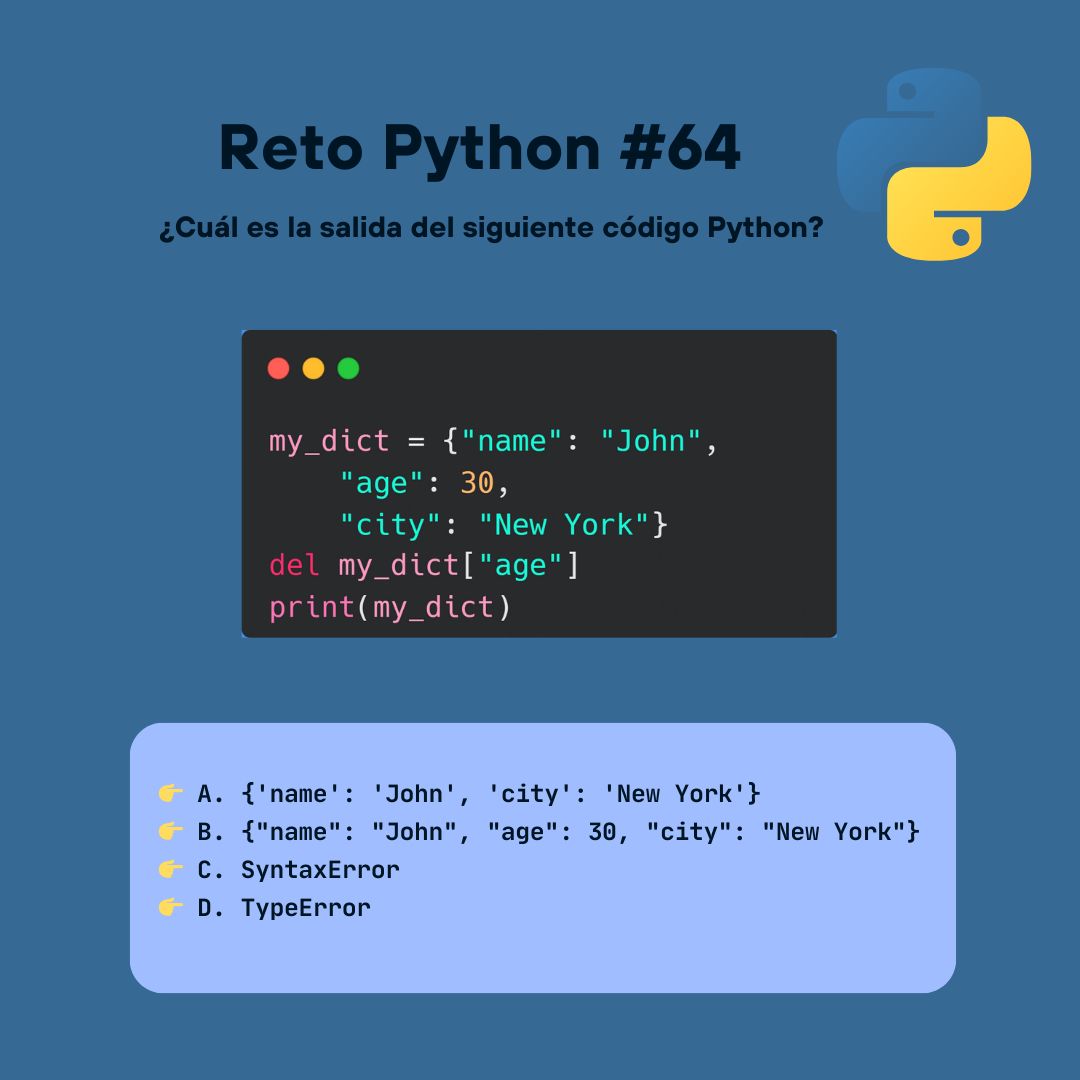 Reto Python #64
¿Cuál es la salida del siguiente código Python?
my_dict = {"name": "John",
    "age": 30,
    "city": "New York"}
del my_dict["age"]
print(my_dict)
👉 A. {'name': 'John', 'city': 'New York'}
👉 B. {"name": "John", "age": 30, "city": "New York"}
👉 C. SyntaxError
👉 D. TypeError